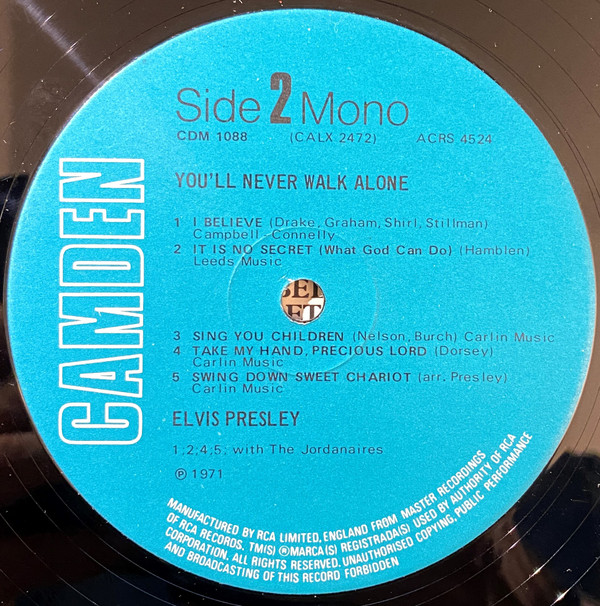 Side 2 Mono
CDM 1088 (CALX 2472) ACRS 4524
YOU'LL NEVER WALK ALONE
1 I BELIEVE (Drake, Graham, Shirl, Stillman)
Campbell-Connelly
2 IT IS NO SECRET (What God Can Do) (Hamblen)
Leeds Music
3 SING YOU CHILDREN (Nelson, Burch) Carlin Music
4 TAKE MY HAND, PRECIOUS LORD (Dorsey)
Carlin Music
5 SWING DOWN SWEET CHARIOT (arr. Presley)
Carlin Music
ELVIS PRESLEY
1;2;4;5; with The Jordanaires
℗ 1971
CAMDEN
MANUFACTURED BY RCA LIMITED, ENGLAND FROM MASTER RECORDINGS
OF RCA RECORDS. TM(S) ® MARCA(S) REGISTRADA(S) USED BY AUTHORITY OF RCA
CORPORATION. ALL RIGHTS RESERVED. UNAUTHORISED COPYING, PUBLIC PERFORMANCE
AND BROADCASTING OF THIS RECORD FORBIDDEN